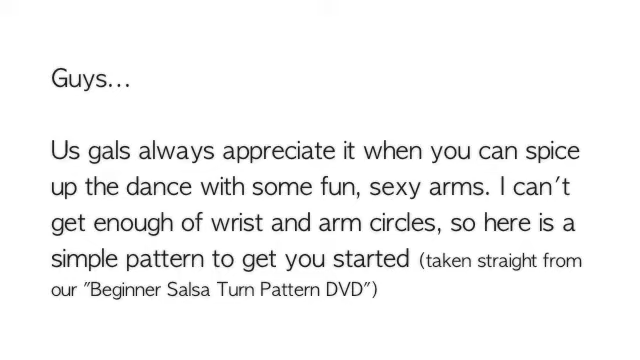 Guys...
Us gals always appreciate it when you can spice
up the dance with some fun, sexy arms. I can't
get enough of wrist and arm circles, so here is a
simple pattern to get you started (taken straight from
our "Beginner Salsa Turn Pattern DVD")